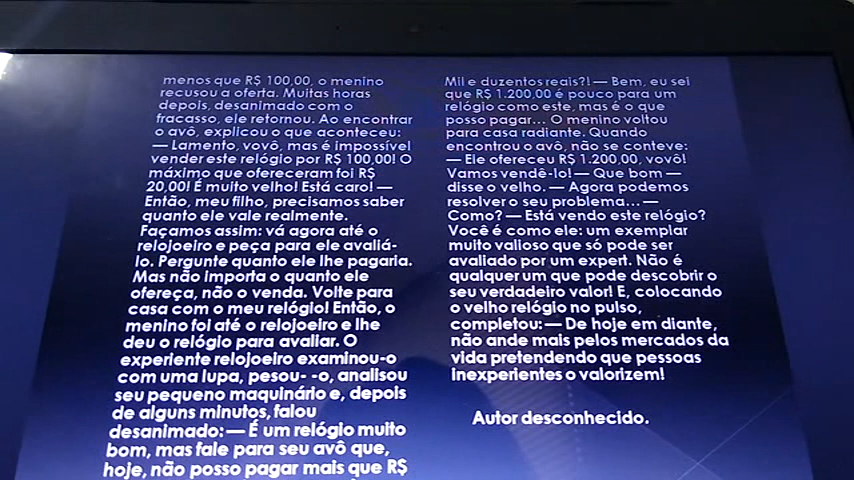 menos que R$ 100,00, o menino
recusou a oferta. Muitas horas
depois, desanimado com o
fracasso, ele retornou. Ao encontrar
o avô, explicou o que aconteceu:
— Lamento, vovô, mas é impossível
vender este relógio por R$ 100,00! O
máximo que ofereceram foi R$
20,00! É muito velho! Está caro! —
Então, meu filho, precisamos saber
quanto ele vale realmente.
Façamos assim: vá agora até o
relojoeiro e peça para ele avaliá-
lo. Pergunte quanto ele lhe pagaria.
Mas não importa o quanto ele
ofereça, não o venda. Volte para
casa com o meu relógio! Então, o
menino foi até o relojoeiro e lhe
deu o relógio para avaliar. O
experiente relojoeiro examinou-o
com uma lupa, pesou- -o, analisou
seu pequeno maquinário e, depois
de alguns minutos, falou
desanimado: — É um relógio muito
bom, mas fale para seu avô que,
hoje, não posso pagar mais que R$
Mil e duzentos reais?! — Bem, eu sei
que R$ 1.200,00 é pouco para um
relógio como este, mas é o que
posso pagar... O menino voltou
para casa radiante. Quando
encontrou o avô, não se conteve:
— Ele ofereceu R$ 1.200,00, vovô!
Vamos vendê-lo! — Que bom —
disse o velho. — Agora podemos
resolver o seu problema... —
Como? — Está vendo este relógio?
Você é como ele: um exemplar
muito valioso que só pode ser
avaliado por um expert. Não é
qualquer um que pode descobrir o
seu verdadeiro valor! E, colocando
o velho relógio no pulso,
completou: — De hoje em diante,
não ande mais pelos mercados da
vida pretendendo que pessoas
inexperientes o valorizem!
Autor desconhecido.